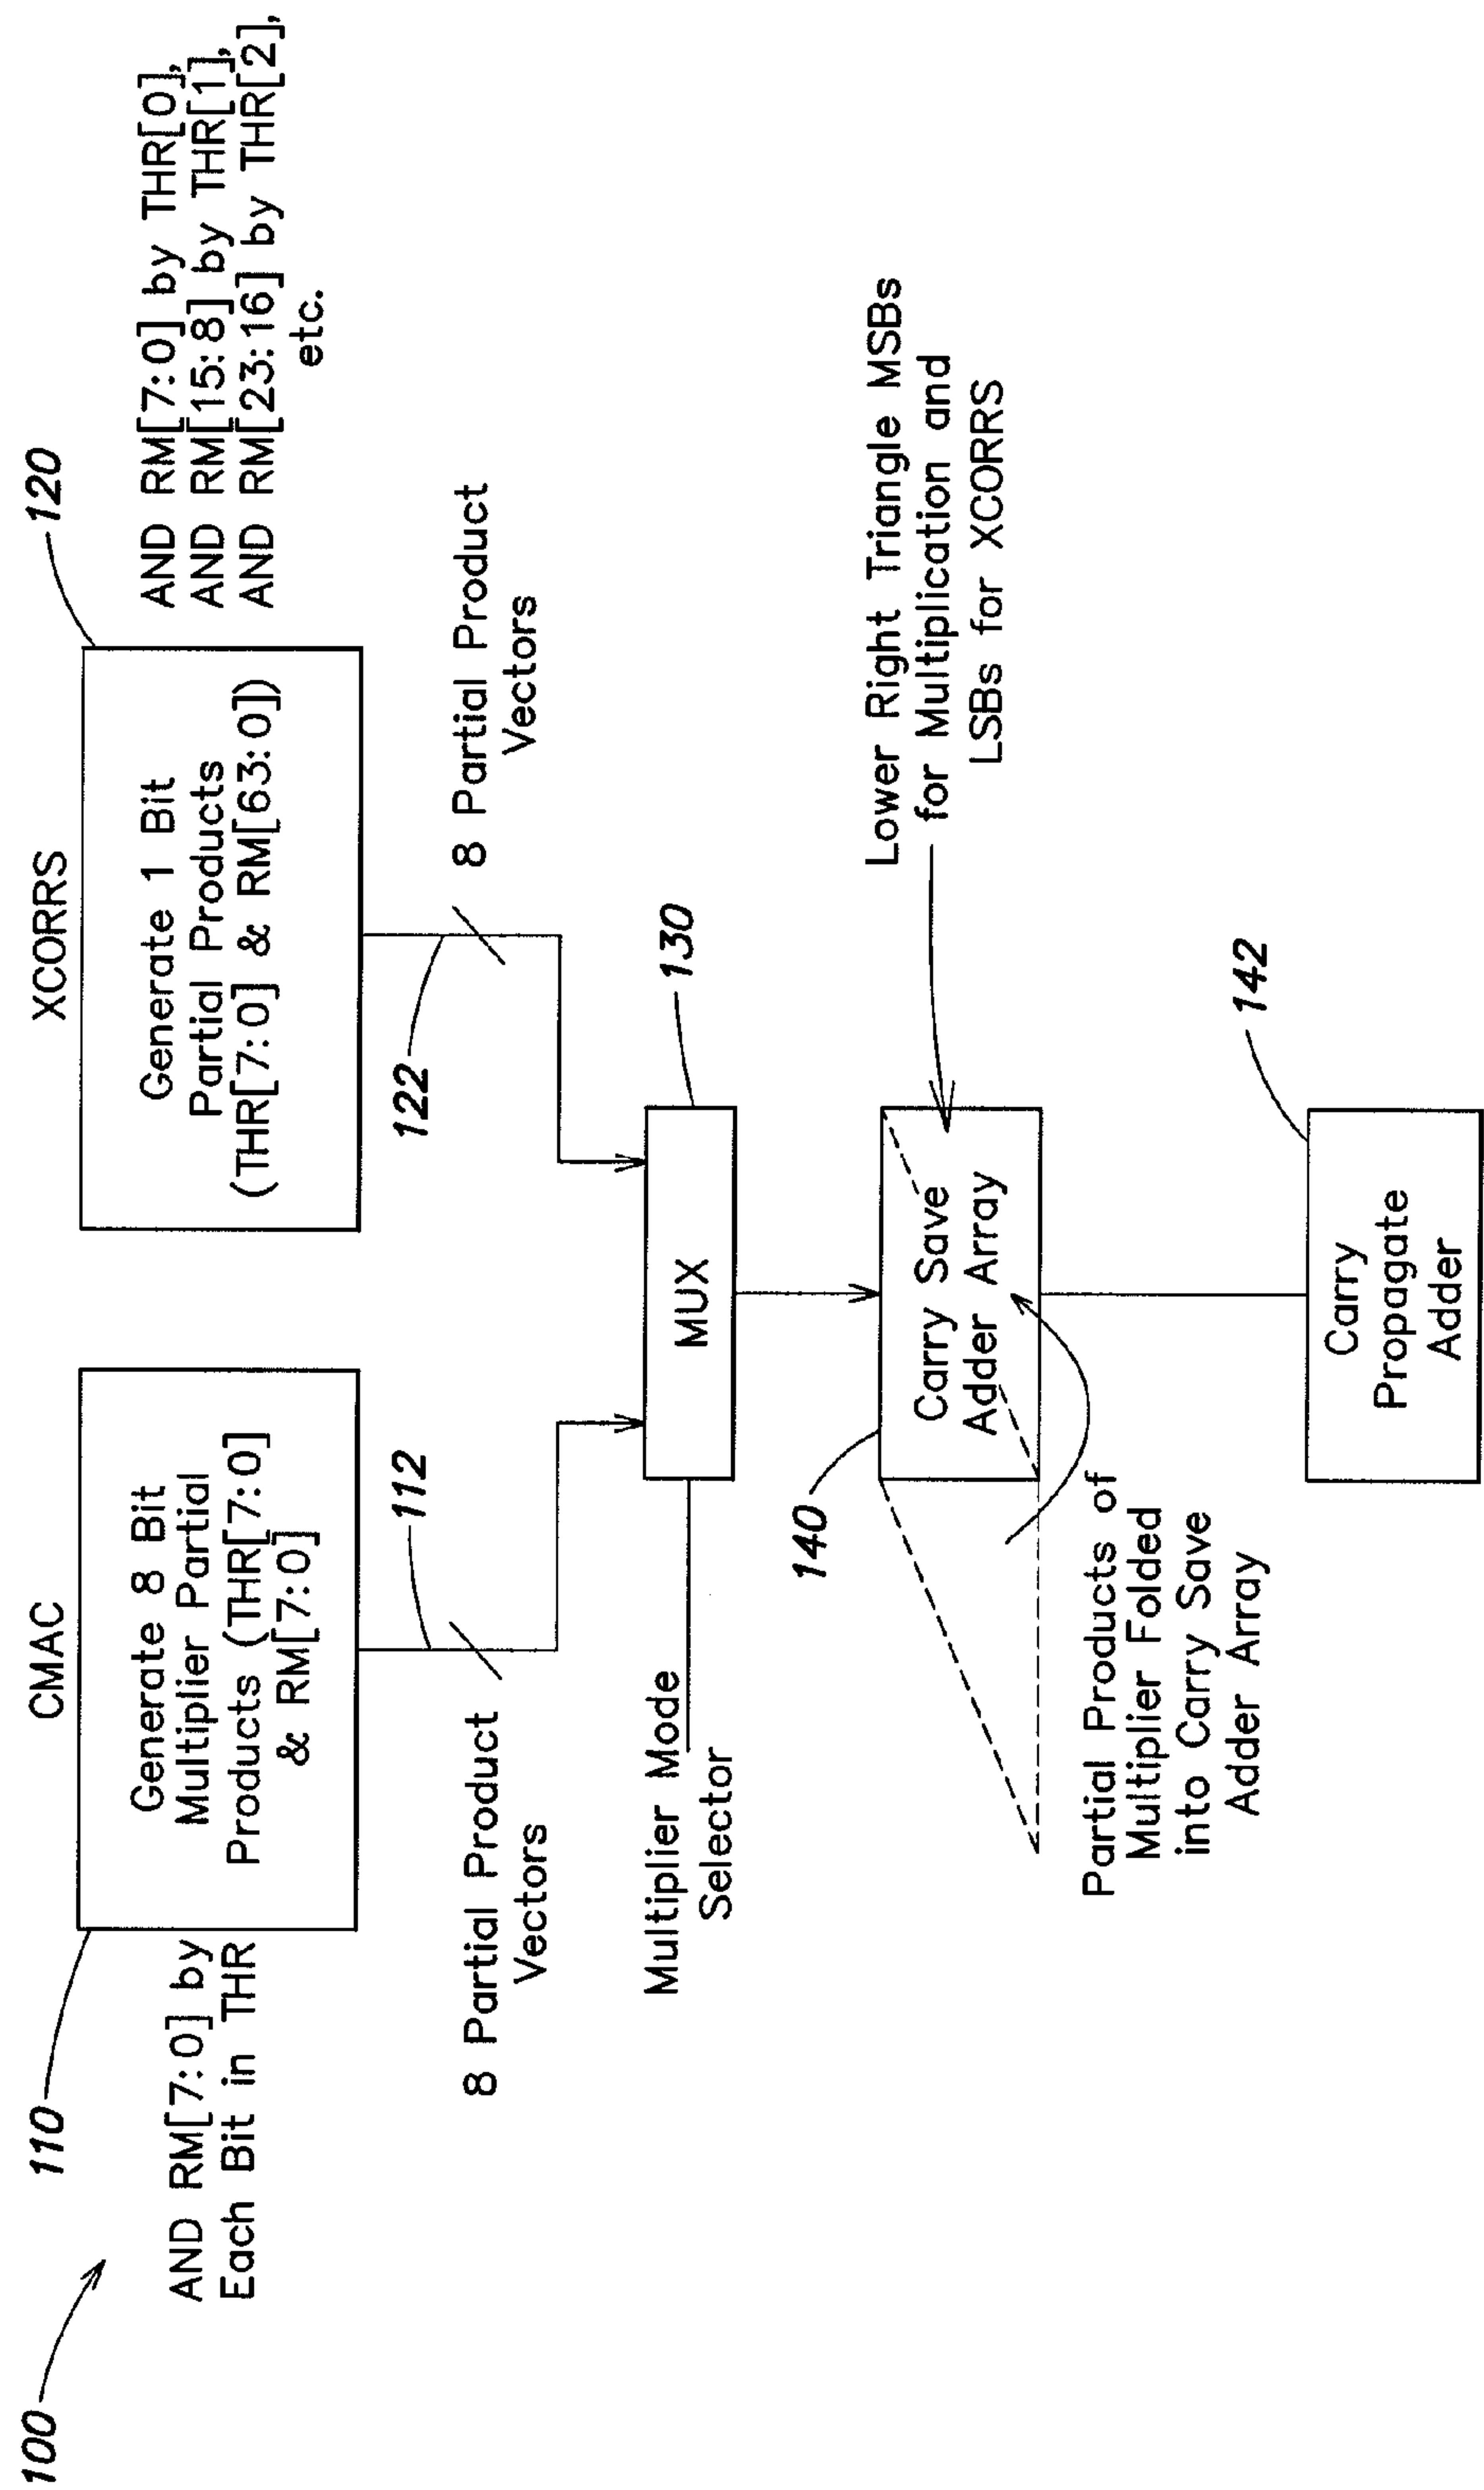 100
110
CMAC
AND RM[7:0] by
Each Bit in THR
Generate 8 Bit
Multiplier Partial
Products (THR[7:0]
& RM[7:0]
XCORRS
120
Generate 1 Bit
Partial Products
(THR[7:0] & RM[63:0])
AND RM[7:0] by THR[0],
AND RM[15:8] by THR[1],
AND RM[23:16] by THR[2],
etc.
8 Partial Product
Vectors
112
122
8 Partial Product
Vectors
Multiplier Mode
Selector
MUX
130
140
Carry Save
Adder Array
Lower Right Triangle MSBs
for Multiplication and
LSBs for XCORRS
Partial Products of
Multiplier Folded
into Carry Save
Adder Array
142
Carry
Propagate
Adder